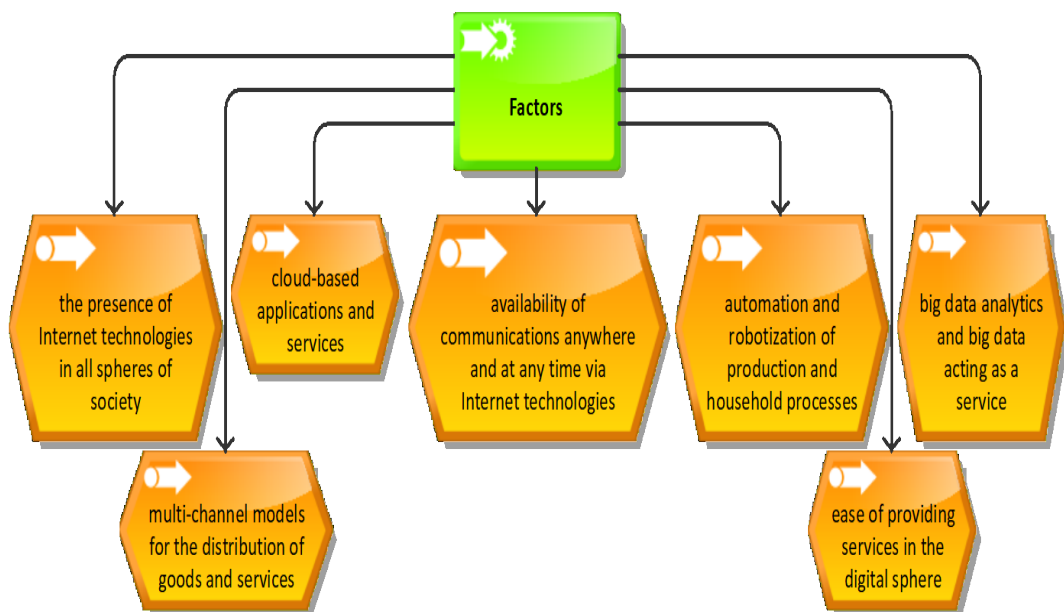 Factors
the presence of
Internet technologies
in all spheres of
society
cloud-based
applications and
services
availability of
communications anywhere
and at any time via
Internet technologies
automation and
robotization of
production and
household processes
big data analytics
and big data
acting as a
service
multi-channel models
for the distribution of
goods and services
ease of providing
services in the
digital sphere